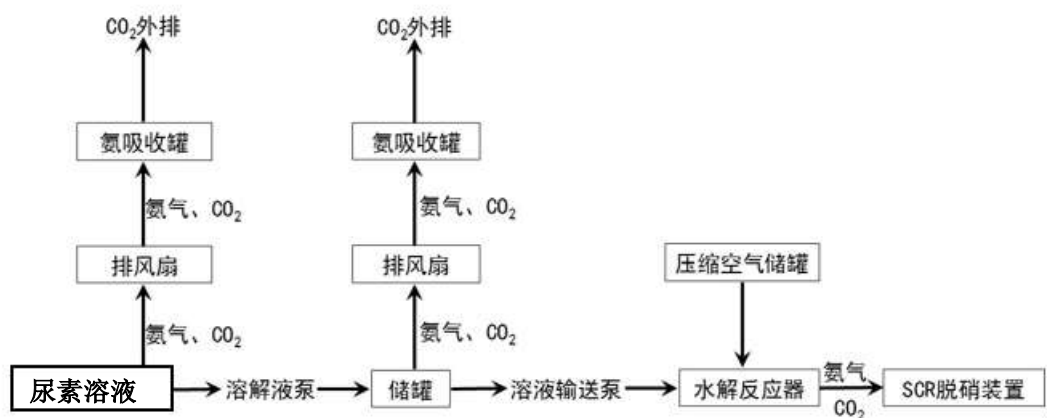 CO₂外排 CO₂外排
氨吸收罐 氨吸收罐
氨气、CO₂ 氨气、CO₂
排风扇 排风扇 压缩空气储罐
氨气、CO₂ 氨气、CO₂
尿素溶液 溶解液泵 储罐 溶液输送泵 水解反应器 氨气 SCR脱硝装置
CO₂